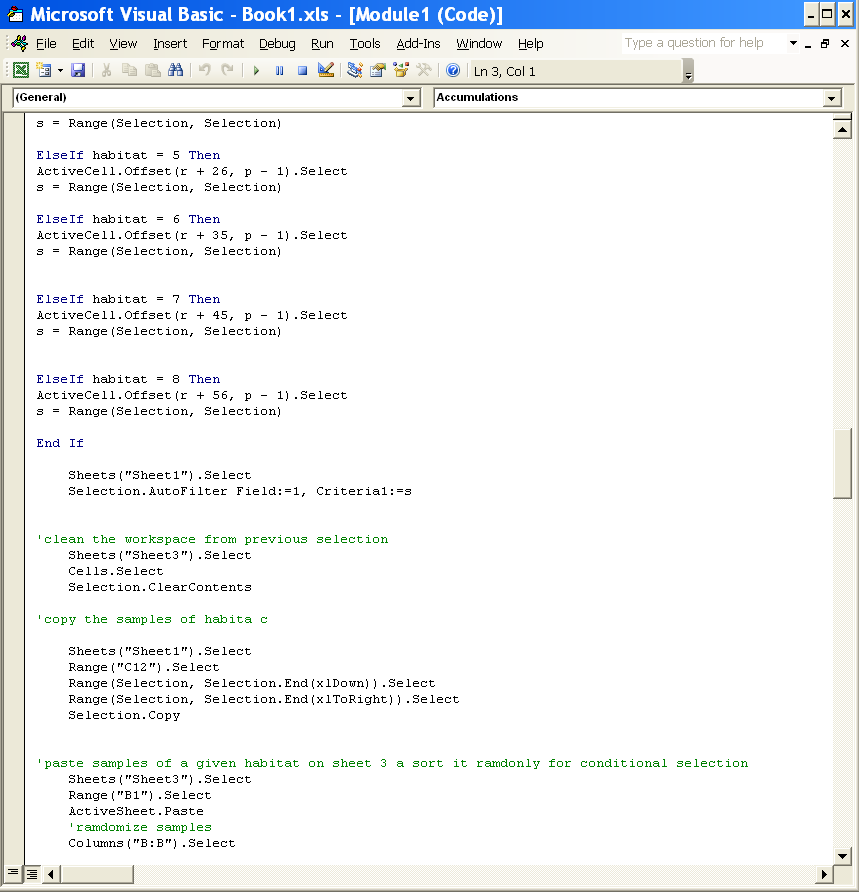 Microsoft Visual Basic - Book1.xls - [Module1 (Code)]
File Edit View Insert Format Debug Run Tools Add-Ins Window Help Type a question for help
Ln 3, Col 1
(General) Accumulations
s = Range(Selection, Selection)
ElseIf habitat = 5 Then
ActiveCell.Offset(r + 26, p - 1).Select
s = Range(Selection, Selection)
ElseIf habitat = 6 Then
ActiveCell.Offset(r + 35, p - 1).Select
s = Range(Selection, Selection)
ElseIf habitat = 7 Then
ActiveCell.Offset(r + 45, p - 1).Select
s = Range(Selection, Selection)
ElseIf habitat = 8 Then
ActiveCell.Offset(r + 56, p - 1).Select
s = Range(Selection, Selection)
End If
Sheets("Sheet1").Select
Selection.AutoFilter Field:=1, Criteria1:=s
'clean the workspace from previous selection
Sheets("Sheet3").Select
Cells.Select
Selection.ClearContents
'copy the samples of habita c
Sheets("Sheet1").Select
Range("C12").Select
Range(Selection, Selection.End(xlDown)).Select
Range(Selection, Selection.End(xlToRight)).Select
Selection.Copy
'paste samples of a given habitat on sheet 3 a sort it ramdonly for conditional selection
Sheets("Sheet3").Select
Range("B1").Select
ActiveSheet.Paste
'ramdomize samples
Columns("B:B").Select